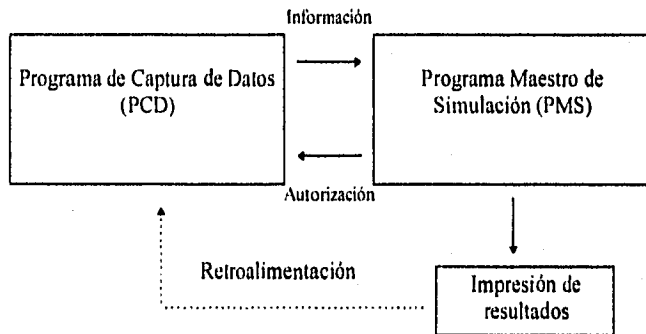 Información
Programa de Captura de Datos
(PCD)
Programa Maestro de
Simulación (PMS)
Autorización
Retroalimentación
Impresión de
resultados